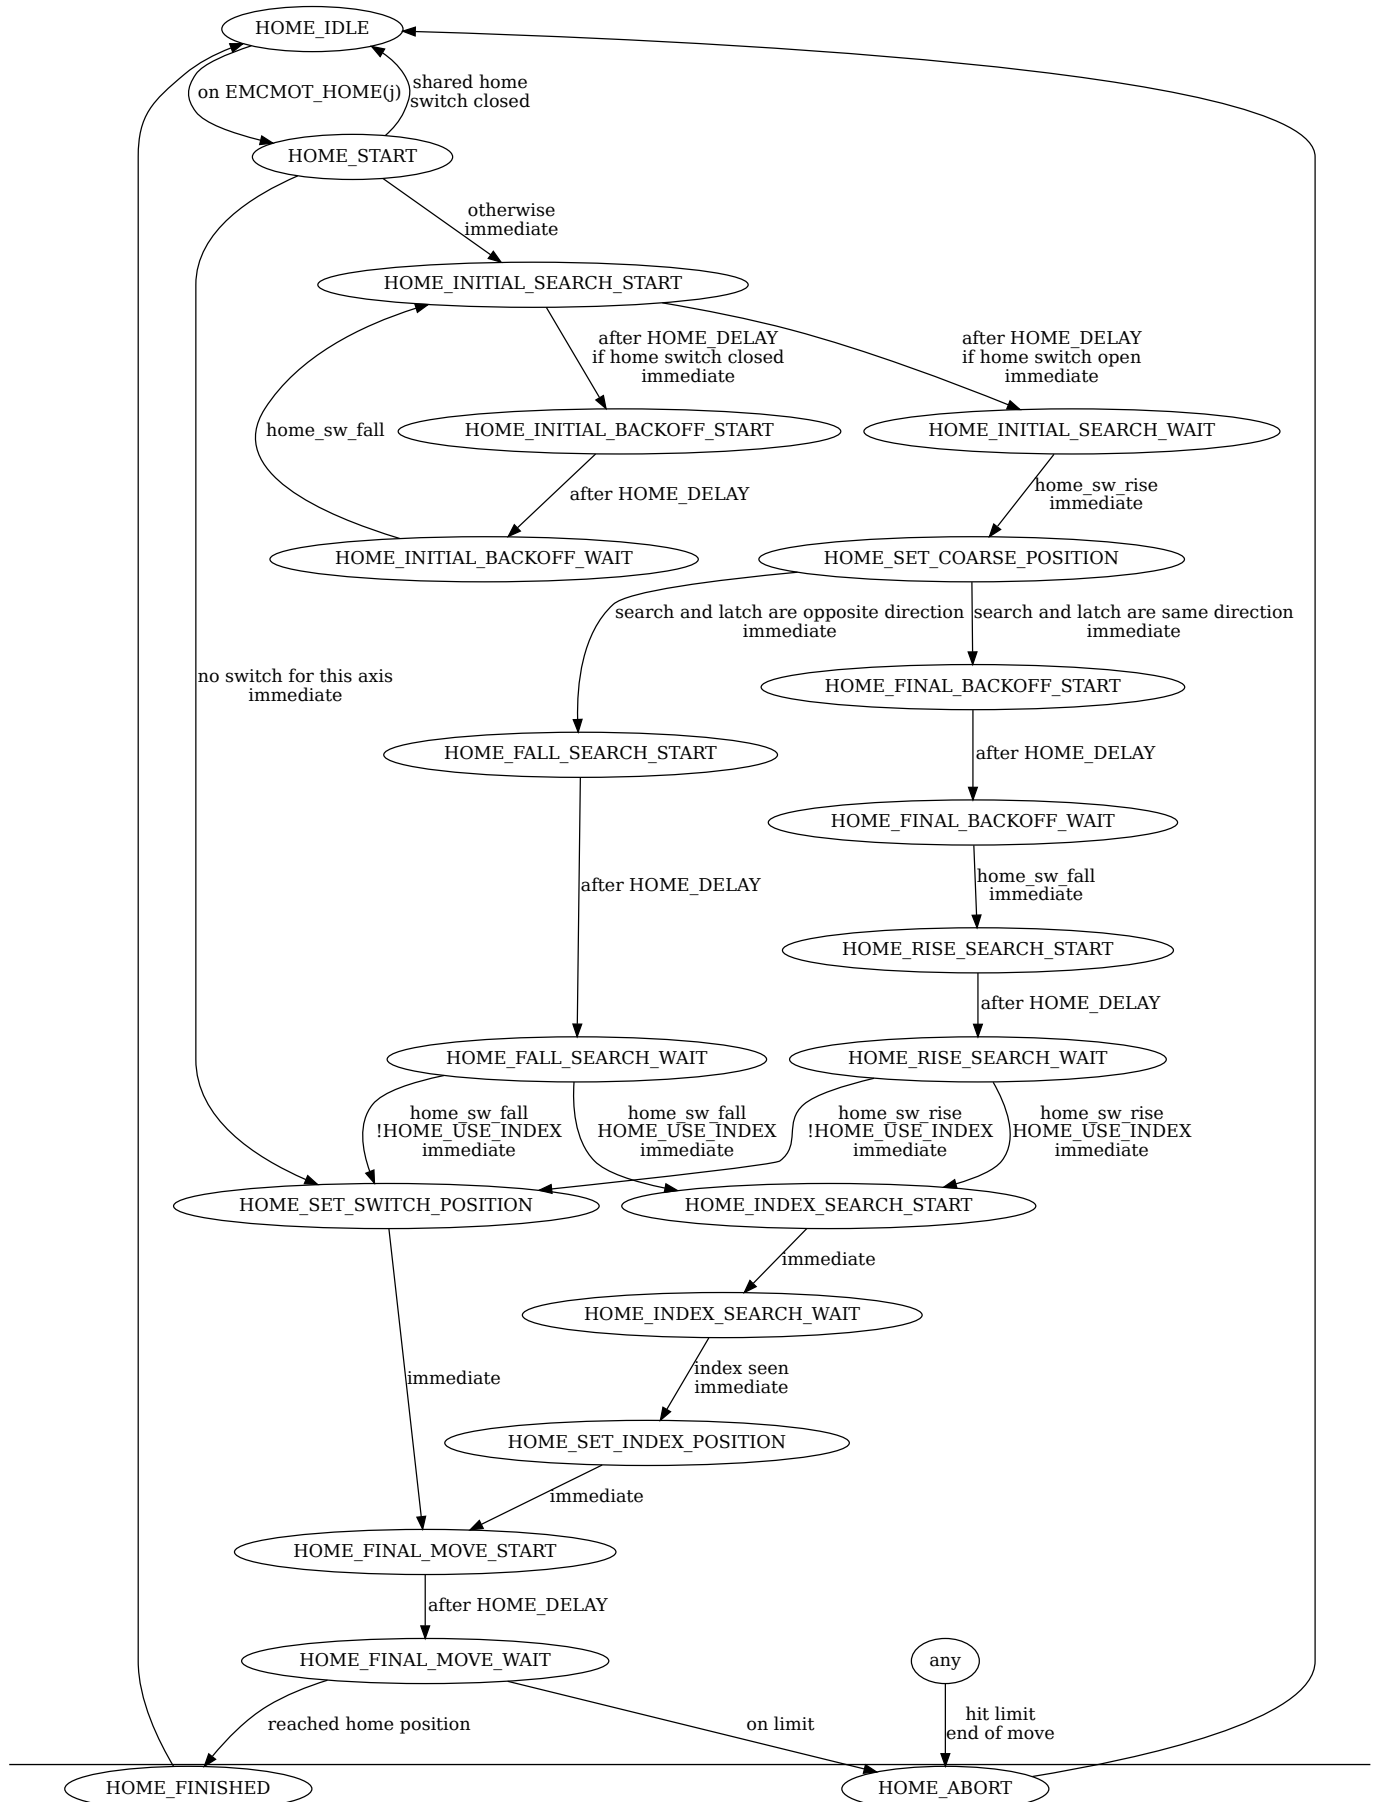 HOME_IDLE
on EMCMOT_HOME(j)
shared home
switch closed
HOME_START
otherwise
immediate
HOME_INITIAL_SEARCH_START
after HOME_DELAY
if home switch closed
immediate
after HOME_DELAY
if home switch open
immediate
home_sw_fall
HOME_INITIAL_BACKOFF_START
HOME_INITIAL_SEARCH_WAIT
after HOME_DELAY
home_sw_rise
immediate
HOME_INITIAL_BACKOFF_WAIT
HOME_SET_COARSE_POSITION
search and latch are opposite direction
immediate
search and latch are same direction
immediate
no switch for this axis
immediate
HOME_FINAL_BACKOFF_START
HOME_FALL_SEARCH_START
after HOME_DELAY
HOME_FINAL_BACKOFF_WAIT
after HOME_DELAY
home_sw_fall
immediate
HOME_RISE_SEARCH_START
after HOME_DELAY
HOME_FALL_SEARCH_WAIT
HOME_RISE_SEARCH_WAIT
home_sw_fall
!HOME_USE_INDEX
immediate
home_sw_fall
HOME_USE_INDEX
immediate
home_sw_rise
!HOME_USE_INDEX
immediate
home_sw_rise
HOME_USE_INDEX
immediate
HOME_SET_SWITCH_POSITION
HOME_INDEX_SEARCH_START
immediate
HOME_INDEX_SEARCH_WAIT
immediate
index seen
immediate
HOME_SET_INDEX_POSITION
immediate
HOME_FINAL_MOVE_START
after HOME_DELAY
HOME_FINAL_MOVE_WAIT
any
reached home position
on limit
hit limit
end of move
HOME_FINISHED
HOME_ABORT